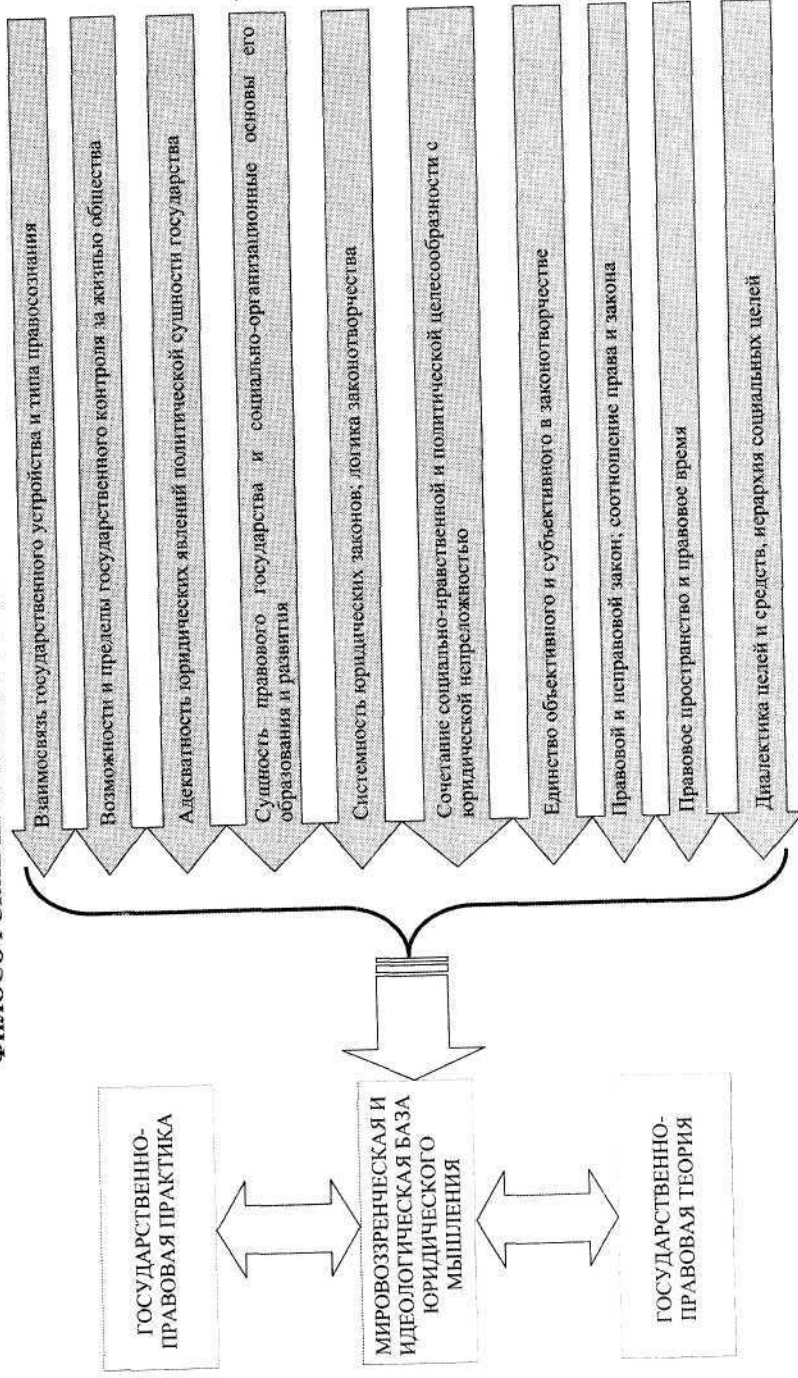 Взаимосвязь государственного устройства и типа правосознания
Возможности и пределы государственного контроля за жизнью общества
Адекватность юридических явлений политической сущности государства
Сущность правового государства и социально-организационные основы его
образования и развития
Системность юридических законов; логика законотворчества
Сочетание социально-нравственной и политической целесообразности с
юридической непреложностью
Единство объективного и субъективного в законотворчестве
Правовой и неправовой закон; соотношение права и закона
Правовое пространство и правовое время
Диалектика целей и средств, иерархия социальных целей
ГОСУДАРСТВЕННО-
ПРАВОВАЯ ПРАКТИКА
МИРОВОЗЗРЕНЧЕСКАЯ И
ИДЕОЛОГИЧЕСКАЯ БАЗА
ЮРИДИЧЕСКОГО
МЫШЛЕНИЯ
ГОСУДАРСТВЕННО-
ПРАВОВАЯ ТЕОРИЯ